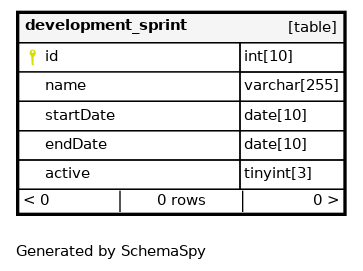 development_sprint [table]
id int[10]
name varchar[255]
startDate date[10]
endDate date[10]
active tinyint[3]
< 0 0 rows 0 >
Generated by SchemaSpy